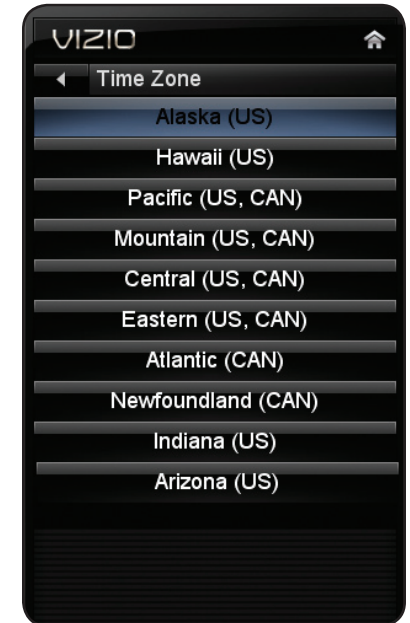 VIZIO
Time Zone
Alaska (US)
Hawaii (US)
Pacific (US, CAN)
Mountain (US, CAN)
Central (US, CAN)
Eastern (US, CAN)
Atlantic (CAN)
Newfoundland (CAN)
Indiana (US)
Arizona (US)